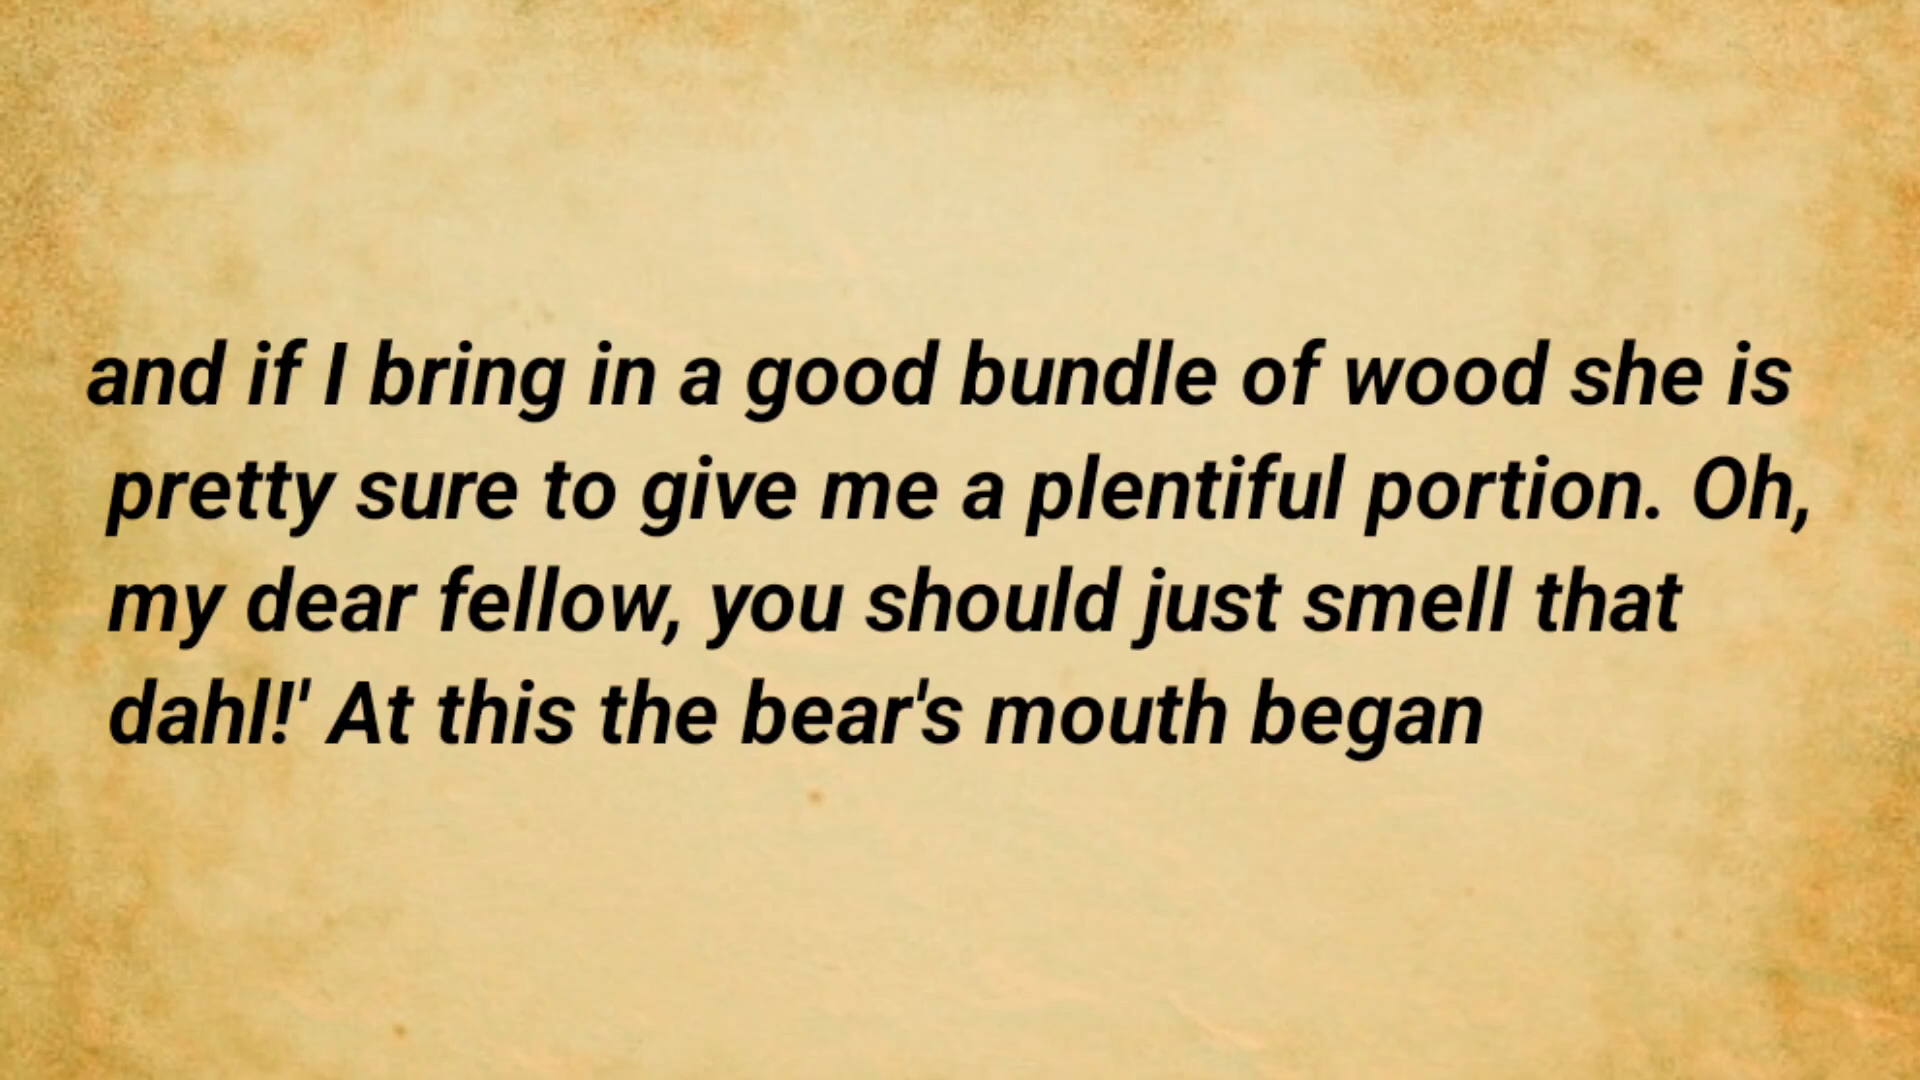 and if I bring in a good bundle of wood she is
pretty sure to give me a plentiful portion. Oh,
my dear fellow, you should just smell that
dahl!' At this the bear's mouth began